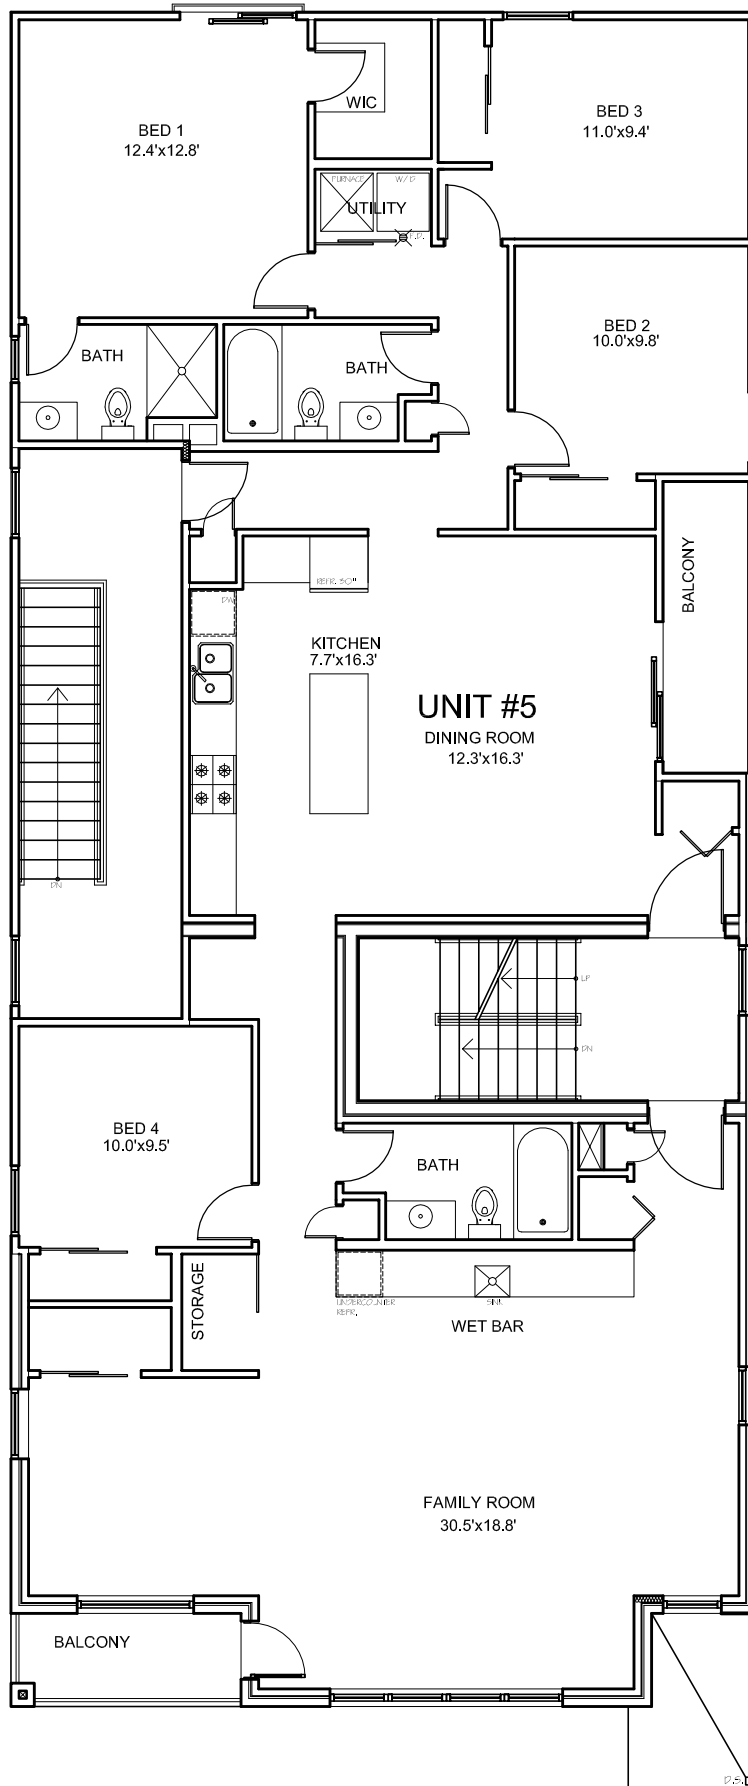 WIC
BED 1
12.4'x12.8'
BED 3
11.0'x9.4'
FURNACE
W/D
UTILITY
F.D.
BED 2
10.0'x9.8'
BATH
BATH
BALCONY
REFR. 30"
DW
KITCHEN
7.7'x16.3'
UNIT #5
DINING ROOM
12.3'x16.3'
DN
UP
DN
BED 4
10.0'x9.5'
BATH
STORAGE
UNDERCOUNTER
REFR.
SINK
WET BAR
FAMILY ROOM
30.5'x18.8'
BALCONY
D.S.